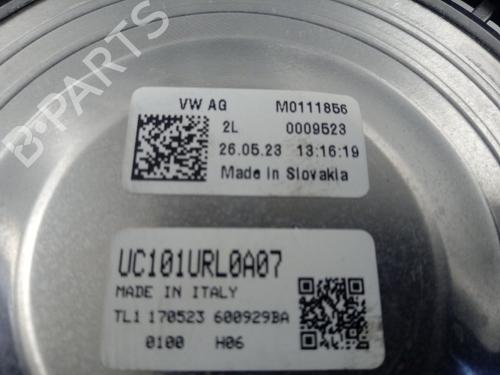 B-PARTS
VW AG M0111856
2L 0009523
26.05.23 13:16:19
Made in Slovakia
UC101URL0A07
MADE IN ITALY
TL1 170523 600929BA
0100 H06